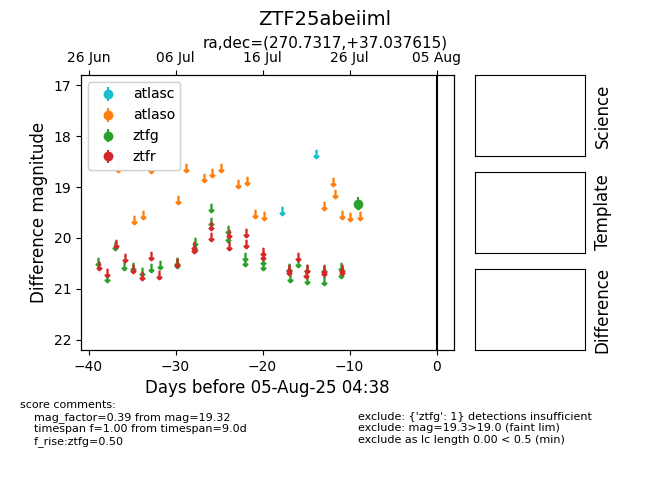 ZTF25abeiiml
ra,dec=(270.7317,+37.037615)
26 Jun 06 Jul 16 Jul 26 Jul 05 Aug
17
18
19
20
21
22
Difference magnitude
atlasc
atlaso
ztfg
ztfr
−40 −30 −20 −10 0
Days before 05-Aug-25 04:38
Science
Template
Difference
score comments:
mag_factor=0.39 from mag=19.32
timespan f=1.00 from timespan=9.0d
f_rise:ztfg=0.50
exclude: {'ztfg': 1} detections insufficient
exclude: mag=19.3>19.0 (faint lim)
exclude as lc length 0.00 < 0.5 (min)